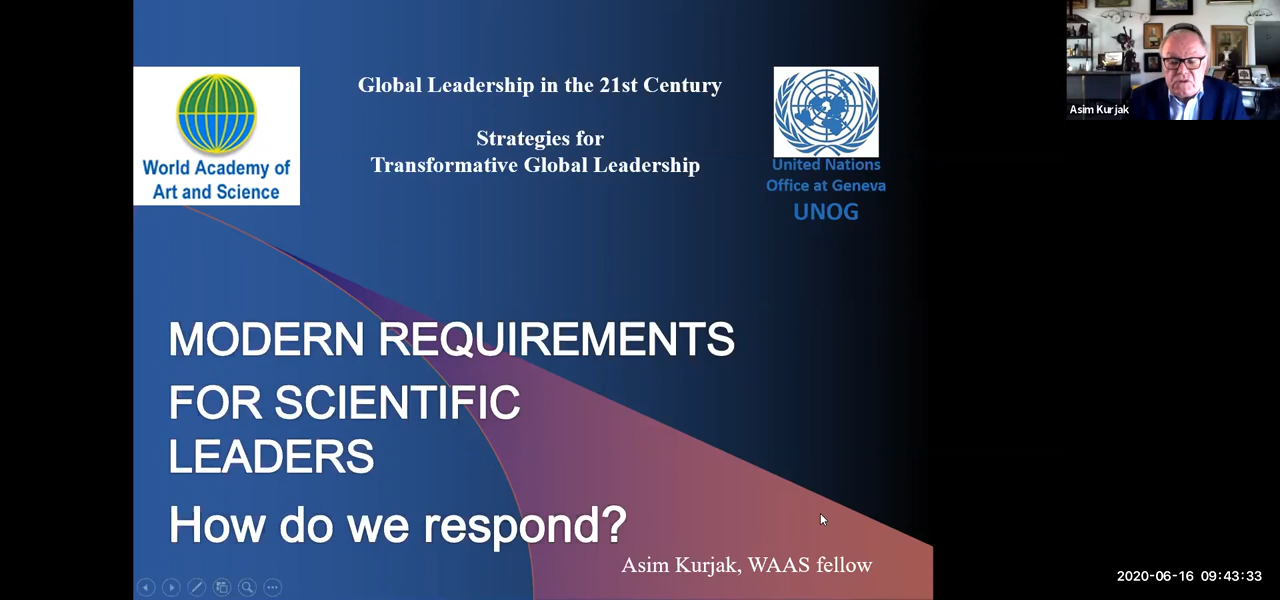 Global Leadership in the 21st Century
Strategies for
Transformative Global Leadership
World Academy of
Art and Science
United Nations
Office at Geneva
UNOG
MODERN REQUIREMENTS
FOR SCIENTIFIC
LEADERS
How do we respond?
Asim Kurjak, WAAS fellow
Asim Kurjak
2020-06-16 09:43:33